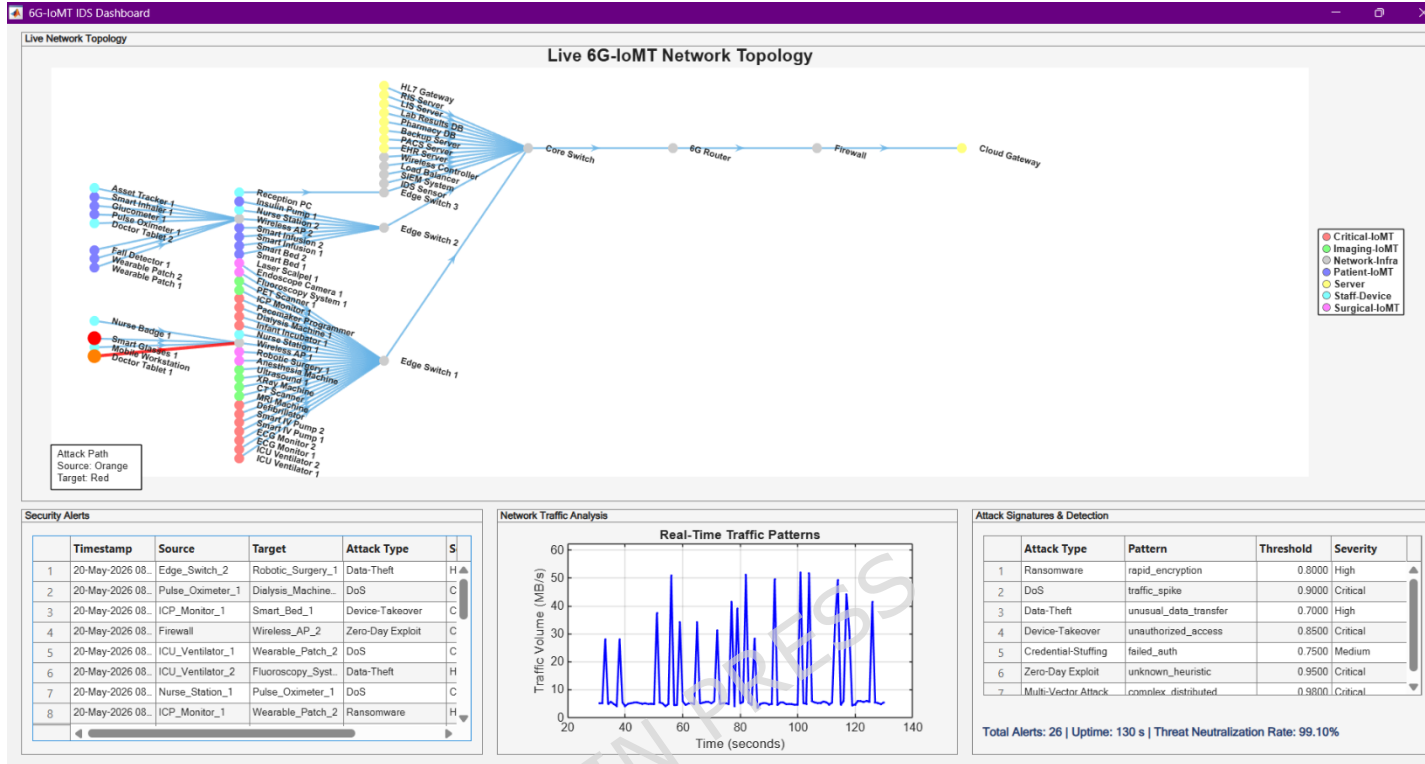 6G-IoMT IDS Dashboard
Live Network Topology
Live 6G-IoMT Network Topology
HL7 Gateway
RIS Server
LIS Server
Lab Results DB
Pharmacy DB
Backup Server
PACS Server
EHR Server
Wireless Controller
Load Balancer
SIEM System
IDS Sensor
Edge Switch 3
Core Switch
6G Router
Firewall
Cloud Gateway
Asset Tracker 1
Smart Inhaler 1
Glucometer 1
Pulse Oximeter 1
Doctor Tablet 2
Fall Detector 1
Wearable Patch 2
Wearable Patch 1
Reception PC
Insulin Pump 1
Nurse Station 2
Wireless AP 2
Smart Infusion 2
Smart Infusion 1
Smart Bed 2
Smart Bed 1
Laser Scalpel 1
Endoscope Camera 1
Fluoroscopy System 1
PET Scanner 1
ICP Monitor 1
Pacemaker Programmer
Dialysis Machine 1
Infant Incubator 1
Nurse Station 1
Wireless AP 1
Robotic Surgery 1
Anesthesia Machine
Ultrasound 1
XRay Machine
CT Scanner
MRI Machine
Defibrillator
Smart IV Pump 2
Smart IV Pump 1
ECG Monitor 2
ECG Monitor 1
ICU Ventilator 2
ICU Ventilator 1
Edge Switch 2
Edge Switch 1
Nurse Badge 1
Smart Glasses 1
Mobile Workstation
Doctor Tablet 1
Critical-IoMT
Imaging-IoMT
Network-Infra
Patient-IoMT
Server
Staff-Device
Surgical-IoMT
Attack Path
Source: Orange
Target: Red
Security Alerts
Timestamp Source Target Attack Type S
1 20-May-2026 08... Edge_Switch_2 Robotic_Surgery_1 Data-Theft H
2 20-May-2026 08... Pulse_Oximeter_1 Dialysis_Machine... DoS C
3 20-May-2026 08... ICP_Monitor_1 Smart_Bed_1 Device-Takeover C
4 20-May-2026 08... Firewall Wireless_AP_2 Zero-Day Exploit C
5 20-May-2026 08... ICU_Ventilator_1 Wearable_Patch_2 DoS C
6 20-May-2026 08... ICU_Ventilator_2 Fluoroscopy_Syst... Data-Theft H
7 20-May-2026 08... Nurse_Station_1 Pulse_Oximeter_1 DoS C
8 20-May-2026 08... ICP_Monitor_1 Wearable_Patch_2 Ransomware H
Network Traffic Analysis
Real-Time Traffic Patterns
Traffic Volume (MB/s)
60
50
40
30
20
10
0
20 40 60 80 100 120 140
Time (seconds)
IN PRESS
Attack Signatures & Detection
Attack Type Pattern Threshold Severity
1 Ransomware rapid_encryption 0.8000 High
2 DoS traffic_spike 0.9000 Critical
3 Data-Theft unusual_data_transfer 0.7000 High
4 Device-Takeover unauthorized_access 0.8500 Critical
5 Credential-Stuffing failed_auth 0.7500 Medium
6 Zero-Day Exploit unknown_heuristic 0.9500 Critical
7 Multi-Vector Attack complex_distributed 0.9800 Critical
Total Alerts: 26 | Uptime: 130 s | Threat Neutralization Rate: 99.10%